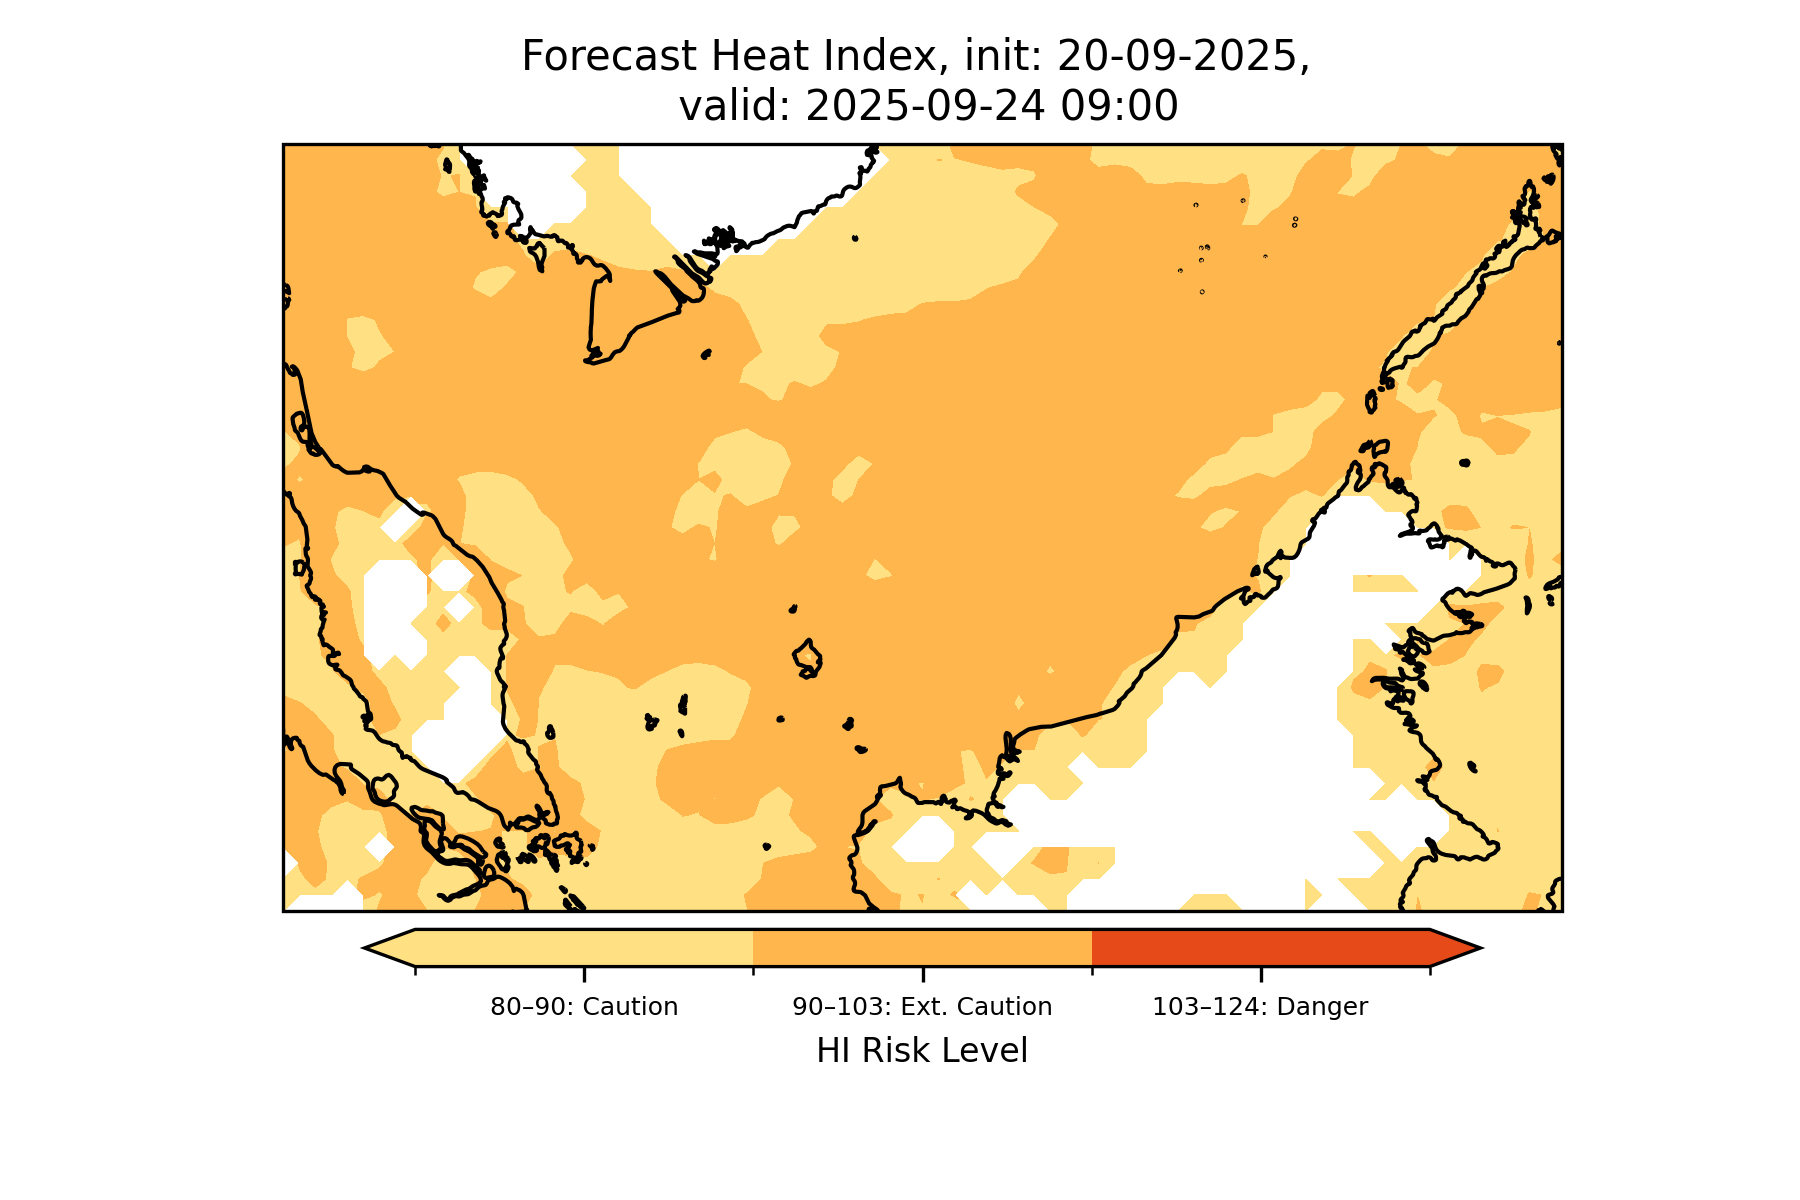 Forecast Heat Index, init: 20-09-2025,
valid: 2025-09-24 09:00
80–90: Caution
90–103: Ext. Caution
103–124: Danger
HI Risk Level